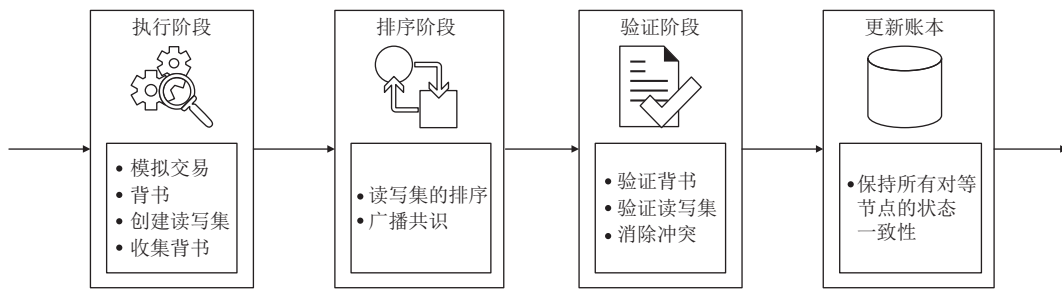 执行阶段
• 模拟交易
• 背书
• 创建读写集
• 收集背书
排序阶段
• 读写集的排序
• 广播共识
验证阶段
• 验证背书
• 验证读写集
• 消除冲突
更新账本
• 保持所有对等
节点的状态
一致性